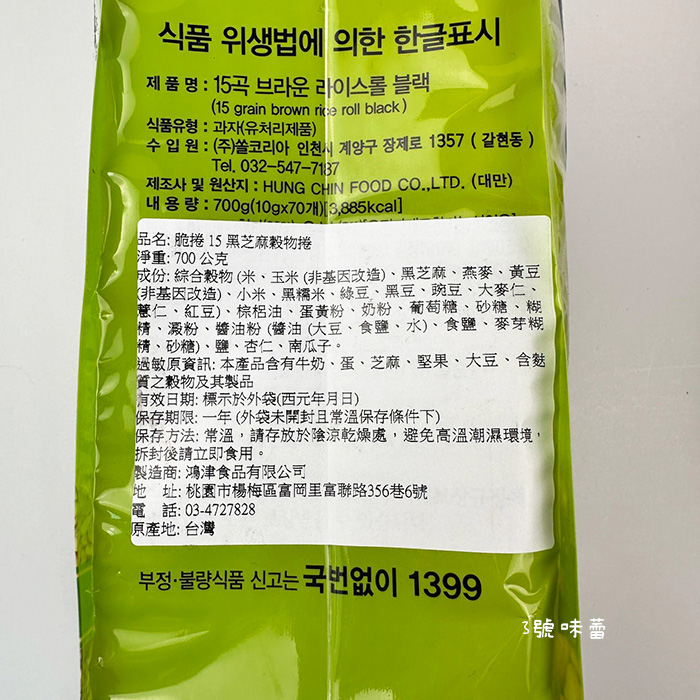 식품 위생법에 의한 한글표시
제 품 명 : 15곡 브라운 라이스롤 블랙
(15 grain brown rice roll black)
식품유형 : 과자(유처리제품)
수 입 원 : (주)쏠코리아 인천시 계양구 장제로 1357 ( 갈현동 )
Tel. 032-547-7187
제조사 및 원산지 : HUNG CHIN FOOD CO.,LTD. (대만)
내 용 량 : 700g(10gx70개)[3,885kcal]
品名: 脆捲 15 黑芝麻穀物捲
淨重: 700 公克
成份: 綜合穀物 (米、玉米 (非基因改造)、黑芝麻、燕麥、黃豆
(非基因改造)、小米、黑糯米、綠豆、黑豆、豌豆、大麥仁、
薏仁、紅豆)、棕梠油、蛋黃粉、奶粉、葡萄糖、砂糖、糊
精、澱粉、醬油粉 (醬油 (大豆、食鹽、水)、食鹽、麥芽糊
精、砂糖)、鹽、杏仁、南瓜子。
過敏原資訊: 本產品含有牛奶、蛋、芝麻、堅果、大豆、含麩
質之穀物及其製品
有效日期: 標示於外袋(西元年月日)
保存期限: 一年 (外袋未開封且常溫保存條件下)
保存方法: 常溫，請存放於陰涼乾燥處，避免高溫潮濕環境，
拆封後請立即食用。
製造商: 鴻津食品有限公司
地 址: 桃園市楊梅區富岡里富聯路356巷6號
電 話: 03-4727828
原產地: 台灣
부정·불량식품 신고는 국번없이 1399
3號味蕾